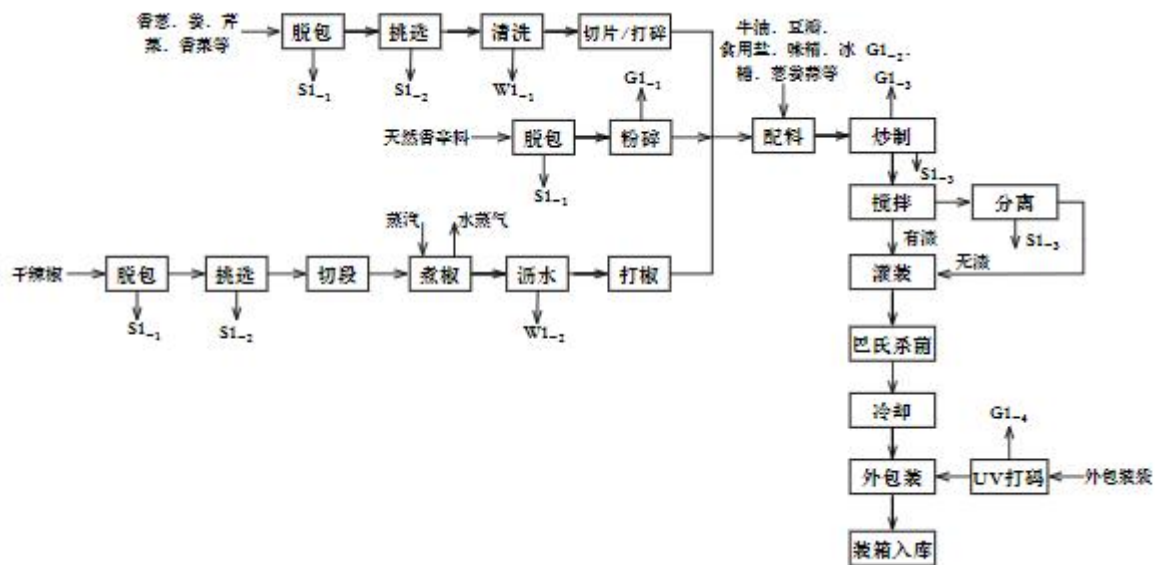 香葱、姜、芹
菜、香菜等
脱包
挑选
清洗
切片/打碎
S1-1
S1-2
W1-1
牛油、豆瓣、
食用盐、味精、冰 G1-2、
糖、葱姜蒜等
G1-1
G1-3
天然香辛料
脱包
粉碎
配料
炒制
S1-1
S1-3
搅拌
分离
蒸汽
水蒸气
有渣
S1-3
干辣椒
脱包
挑选
切段
煮椒
沥水
打椒
灌装
无渣
S1-1
S1-2
W1-2
巴氏杀菌
冷却
G1-4
外包装
UV打码
外包装袋
装箱入库